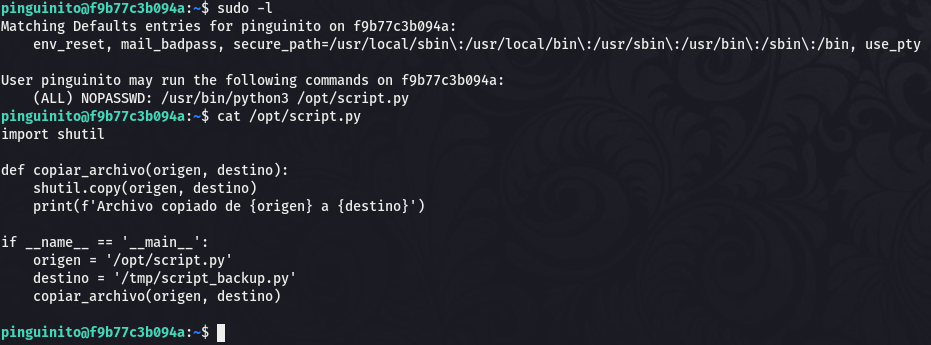 pinguinito@f9b77c3b094a:~$ sudo -l
Matching Defaults entries for pinguinito on f9b77c3b094a:
    env_reset, mail_badpass, secure_path=/usr/local/sbin\:/usr/local/bin\:/usr/sbin\:/usr/bin\:/sbin\:/bin, use_pty
User pinguinito may run the following commands on f9b77c3b094a:
    (ALL) NOPASSWD: /usr/bin/python3 /opt/script.py
pinguinito@f9b77c3b094a:~$ cat /opt/script.py
import shutil
def copiar_archivo(origen, destino):
    shutil.copy(origen, destino)
    print(f'Archivo copiado de {origen} a {destino}')
if __name__ == '__main__':
    origen = '/opt/script.py'
    destino = '/tmp/script_backup.py'
    copiar_archivo(origen, destino)
pinguinito@f9b77c3b094a:~$